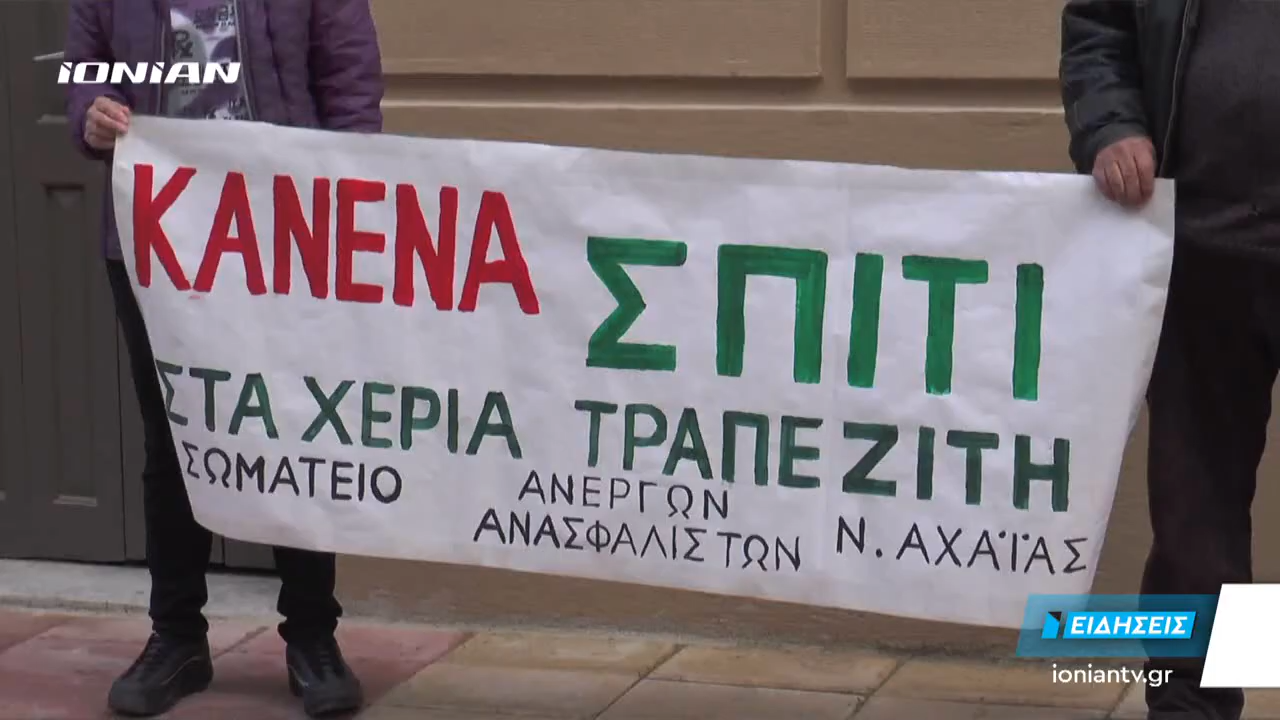 IONIAN
ΚΑΝΕΝΑ ΣΠΙΤΙ
ΣΤΑ ΧΕΡΙΑ ΤΡΑΠΕΖΙΤΗ
ΣΩΜΑΤΕΙΟ ΑΝΕΡΓΩΝ
ΑΝΑΣΦΑΛΙΣΤΩΝ Ν. ΑΧΑΪΑΣ
ΕΙΔΗΣΕΙΣ
ioniantv.gr